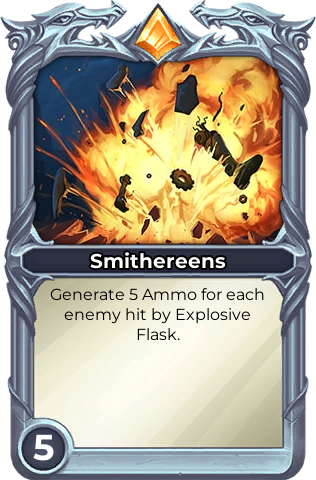 Smithereens
Generate 5 Ammo for each
enemy hit by Explosive
Flask.
5